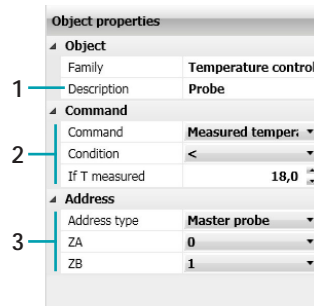 Object properties
Object
Family Temperature control
1 Description Probe
Command
Command Measured temper
2 Condition <
If T measured 18,0
Address
Address type Master probe
3 ZA 0
ZB 1